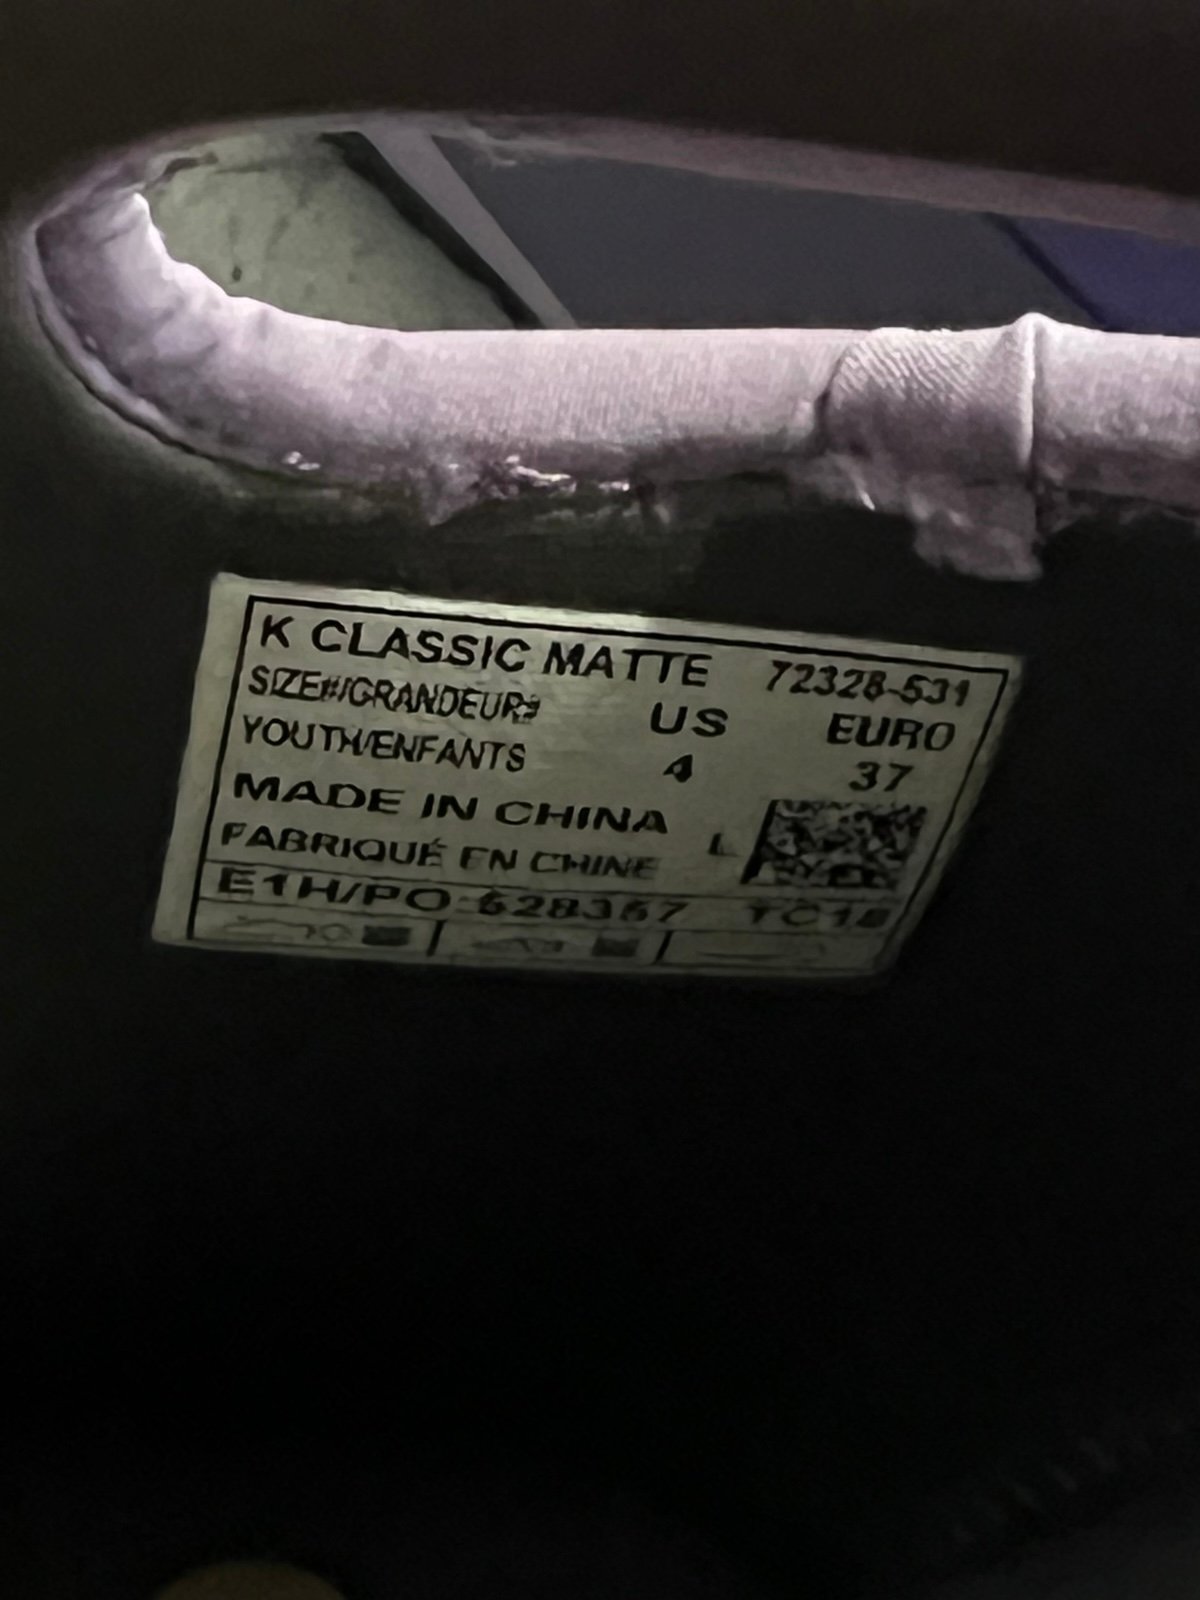 K CLASSIC MATTE 72328-531
SIZE#/GRANDEUR# US EURO
YOUTH/ENFANTS 4 37
MADE IN CHINA
FABRIQUÉ EN CHINE L
E1H/PO 628367 TC18